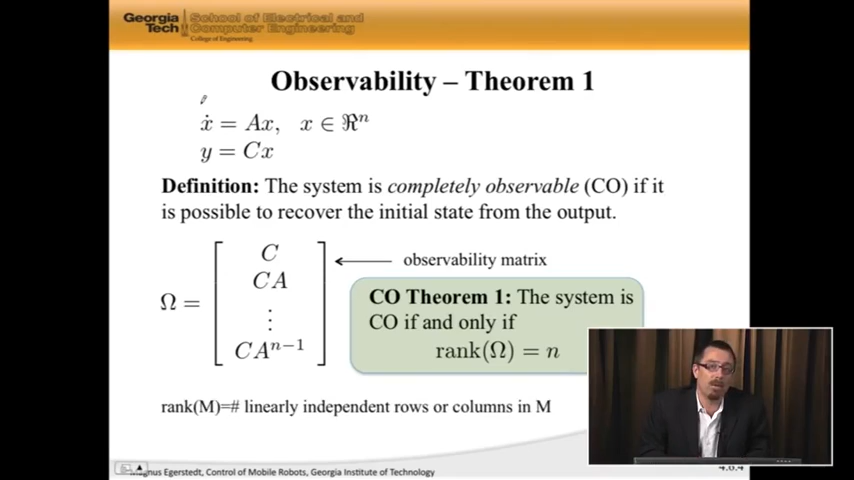 Georgia Tech
School of Electrical and Computer Engineering
College of Engineering
Observability – Theorem 1
ẋ = Ax, x ∈ ℜⁿ
y = Cx
Definition: The system is completely observable (CO) if it
is possible to recover the initial state from the output.
Ω = [ C
CA
⋮
CAⁿ⁻¹ ]
observability matrix
CO Theorem 1: The system is
CO if and only if
rank(Ω) = n
rank(M)=# linearly independent rows or columns in M
Egerstedt, Control of Mobile Robots, Georgia Institute of Technology